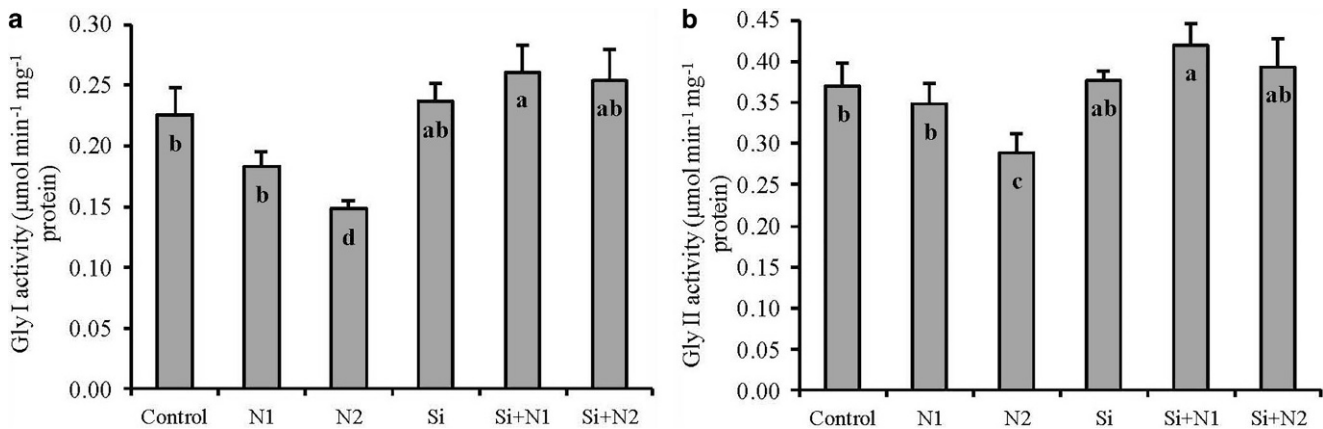 a
Gly I activity (µmol min⁻¹ mg⁻¹
protein)
0.30
0.25
0.20
0.15
0.10
0.05
0.00
b
b
d
ab
a
ab
Control N1 N2 Si Si+N1 Si+N2
b
Gly II activity (µmol min⁻¹ mg⁻¹
protein)
0.45
0.40
0.35
0.30
0.25
0.20
0.15
0.10
0.05
0.00
b
b
c
ab
a
ab
Control N1 N2 Si Si+N1 Si+N2